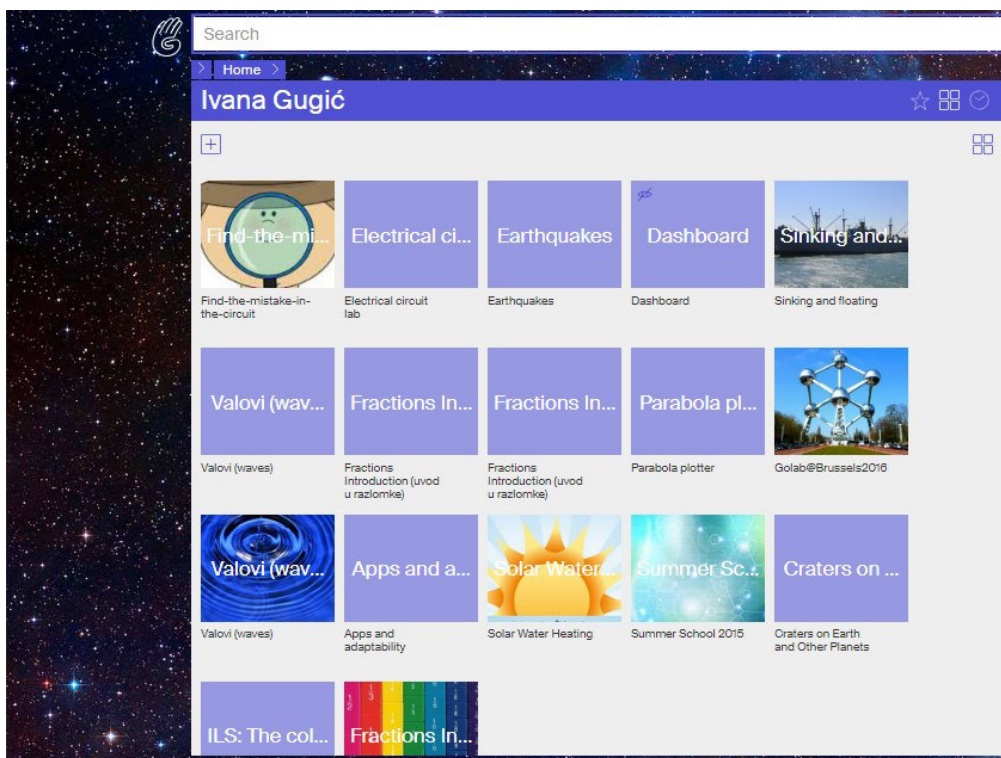 Search
Home
Ivana Gugić
Find-the-mi...
Electrical ci...
Earthquakes
Dashboard
Sinking and...
Find-the-mistake-in-
the-circuit
Electrical circuit
lab
Earthquakes
Dashboard
Sinking and floating
Valovi (wav...
Fractions In...
Fractions In...
Parabola pl...
Valovi (waves)
Fractions
Introduction (uvod
u razlomke)
Fractions
Introduction (uvod
u razlomke)
Parabola plotter
Golab@Brussels2016
Valovi (wav...
Apps and a...
Solar Water...
Summer Sc...
Craters on ...
Valovi (waves)
Apps and
adaptability
Solar Water Heating
Summer School 2015
Craters on Earth
and Other Planets
ILS: The col...
Fractions In...